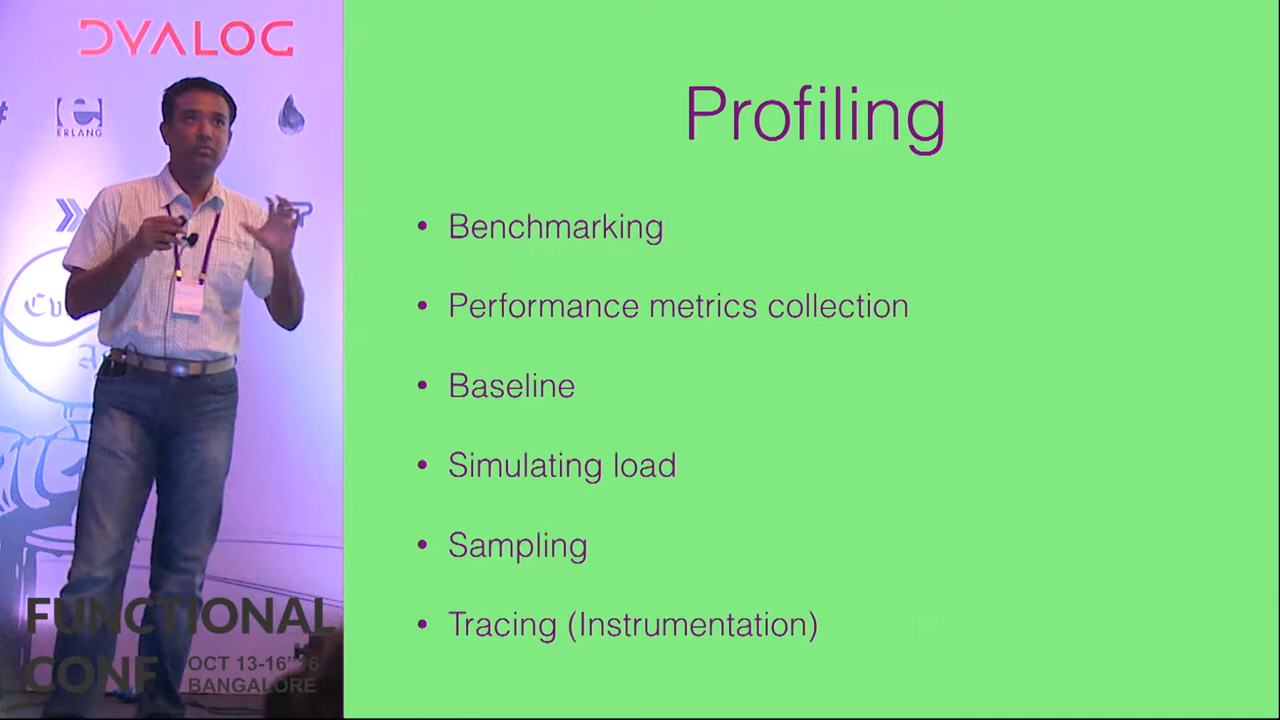 DYALOG
ERLANG
Profiling
• Benchmarking
• Performance metrics collection
• Baseline
• Simulating load
• Sampling
• Tracing (Instrumentation)
FUNCTIONAL
CONF
OCT 13-16”16
BANGALORE